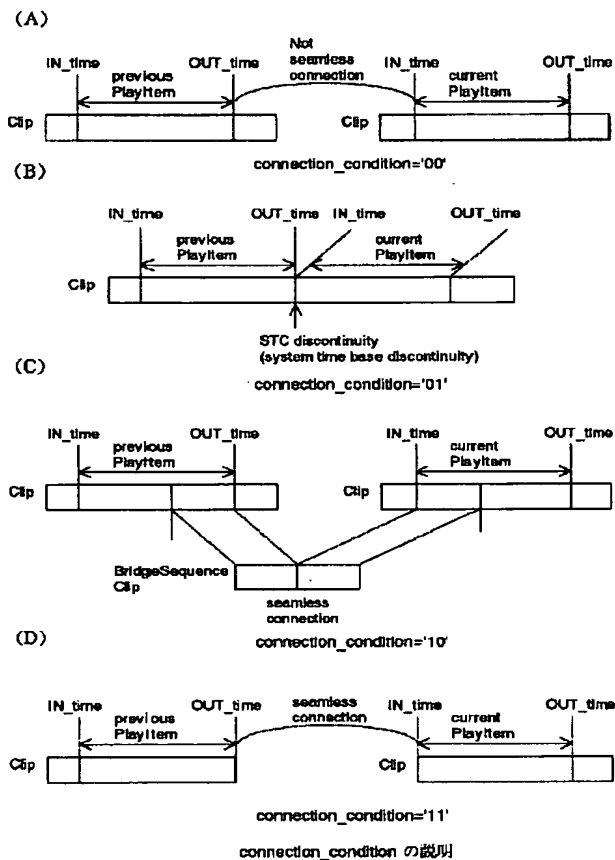 (A)
Not
seamless
connection
IN_time
OUT_time
IN_time
OUT_time
previous
PlayItem
current
PlayItem
Clip
Clip
connection_condition='00'
(B)
IN_time
OUT_time
IN_time
OUT_time
previous
PlayItem
current
PlayItem
Clip
STC discontinuity
(system time base discontinuity)
connection_condition='01'
(C)
IN_time
OUT_time
IN_time
OUT_time
previous
PlayItem
current
PlayItem
Clip
Clip
BridgeSequence
Clip
seamless
connection
connection_condition='10'
(D)
IN_time
OUT_time
seamless
connection
IN_time
OUT_time
previous
PlayItem
current
PlayItem
Clip
Clip
connection_condition='11'
connection_condition の説明